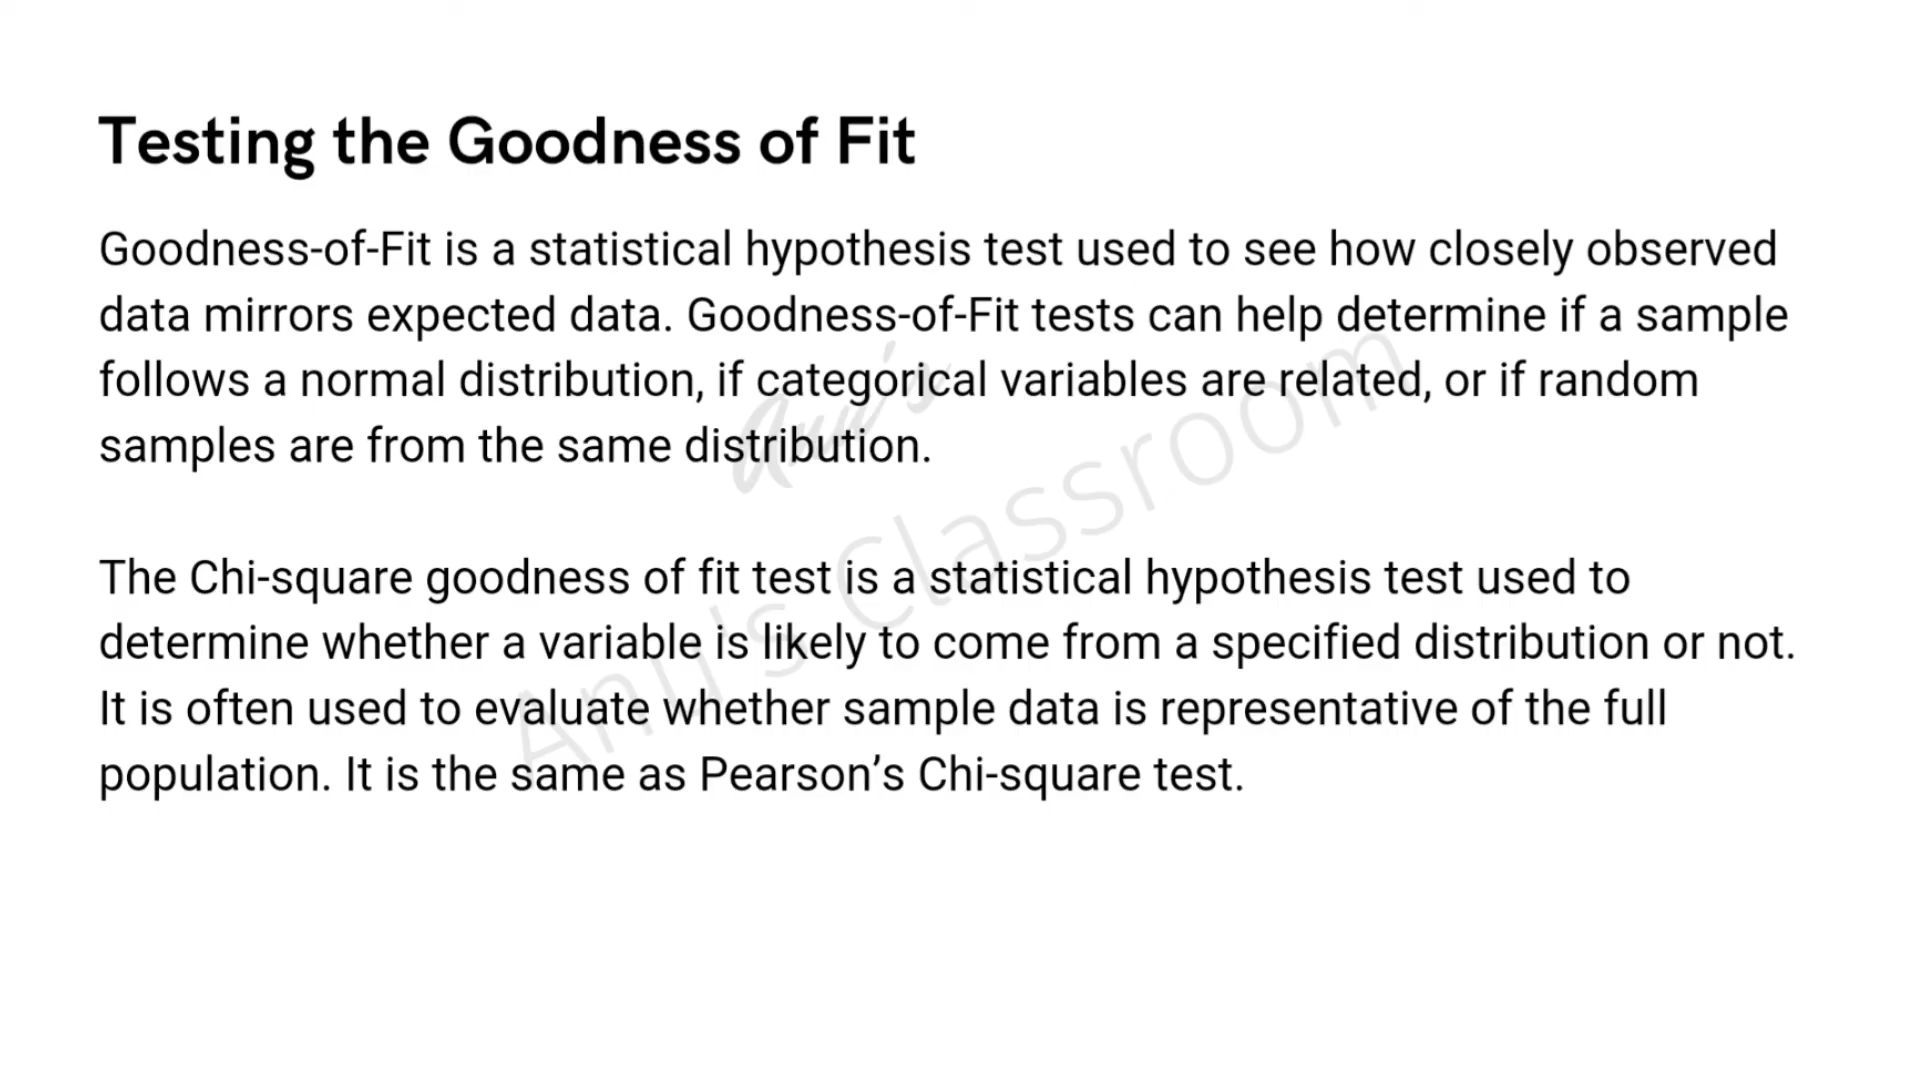 Testing the Goodness of Fit
Goodness-of-Fit is a statistical hypothesis test used to see how closely observed
data mirrors expected data. Goodness-of-Fit tests can help determine if a sample
follows a normal distribution, if categorical variables are related, or if random
samples are from the same distribution.
The Chi-square goodness of fit test is a statistical hypothesis test used to
determine whether a variable is likely to come from a specified distribution or not.
It is often used to evaluate whether sample data is representative of the full
population. It is the same as Pearson’s Chi-square test.
Anu's
Anu's Classroom